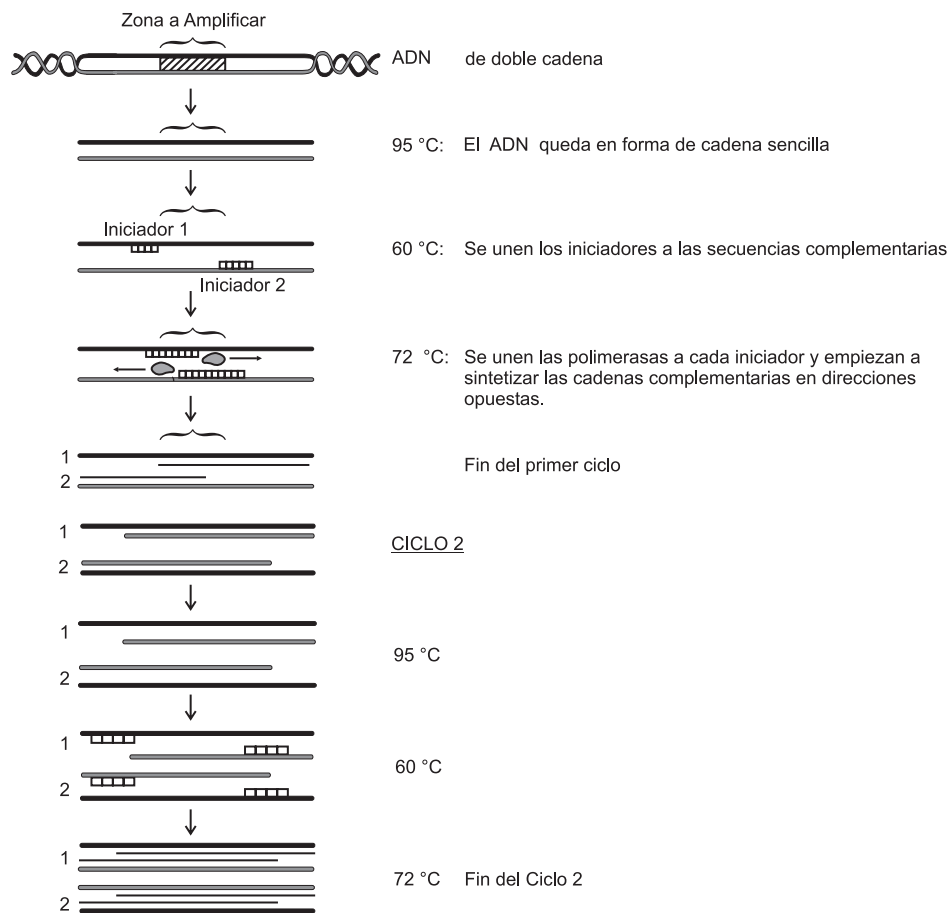 Zona a Amplificar
ADN de doble cadena
95 °C: El ADN queda en forma de cadena sencilla
Iniciador 1
60 °C: Se unen los iniciadores a las secuencias complementarias
Iniciador 2
72 °C: Se unen las polimerasas a cada iniciador y empiezan a
sintetizar las cadenas complementarias en direcciones
opuestas.
1
Fin del primer ciclo
2
1
CICLO 2
2
1
95 °C
2
1
60 °C
2
1
72 °C Fin del Ciclo 2
2